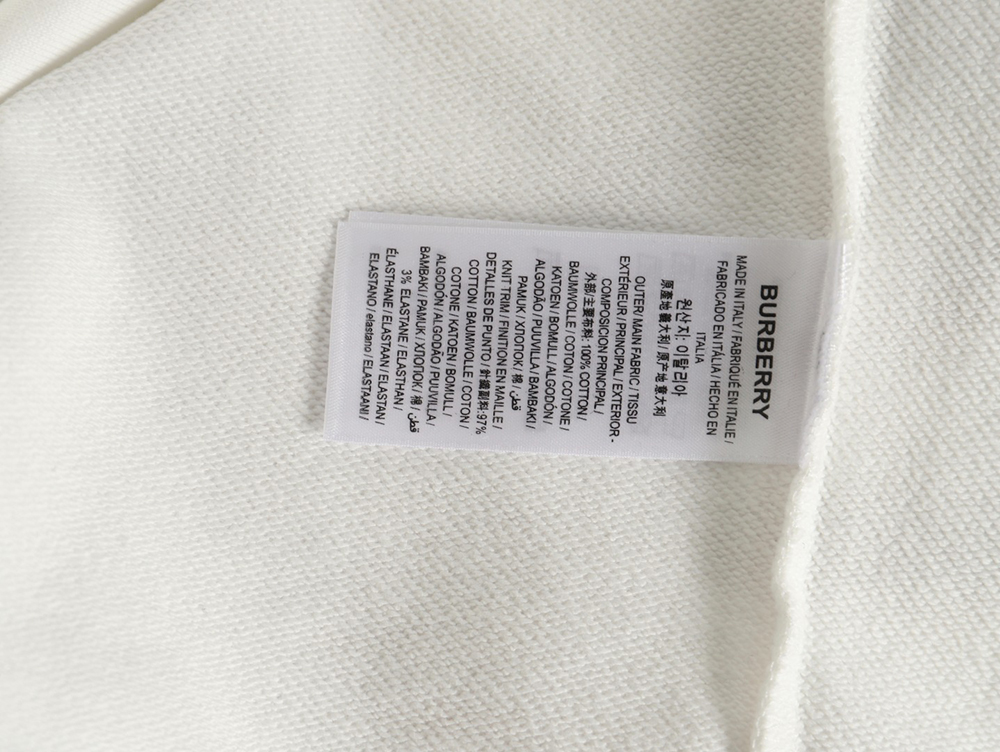 BURBERRY
MADE IN ITALY / FABRIQUÉ EN ITALIE /
FABRICADO EN ITÁLIA / HECHO EN
ITALIA
원산지: 이탈리아
原產地 義大利 / 原产地 意大利
OUTER / MAIN FABRIC / TISSU
EXTÉRIEUR / PRINCIPAL / EXTERIOR -
COMPOSICION PRINCIPAL /
外部/主要布料: 100% COTTON /
BAUMWOLLE / COTON / COTONE /
KATOEN / BOMULL / ALGODÓN /
ALGODÃO / PUUVILLA / BAMBAKI /
PAMUK / ХЛОПОК / 棉 / قطن
KNIT TRIM / FINITION EN MAILLE /
DETALLES DE PUNTO / 針織副料: 97%
COTTON / BAUMWOLLE / COTON /
COTONE / KATOEN / BOMULL /
ALGODÓN / ALGODÃO / PUUVILLA /
BAMBAKI / PAMUK / ХЛОПОК / 棉 / قطن
3% ELASTANE / ELASTHAN /
ÉLASTHANE / ELASTAAN / ELASTAN /
ELASTANO / elastano / ELASTAANI /